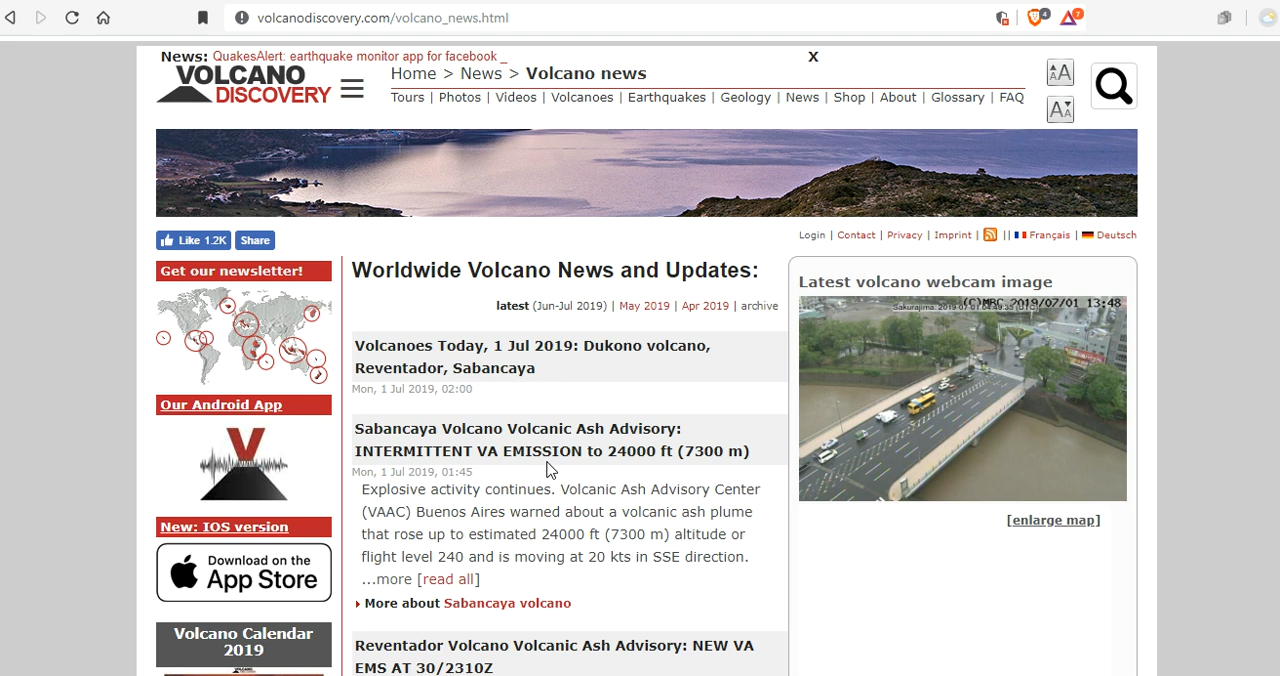 volcanodiscovery.com/volcano_news.html
4
7
News: QuakesAlert: earthquake monitor app for facebook _
X
VOLCANO
DISCOVERY
Home > News > Volcano news
Tours | Photos | Videos | Volcanoes | Earthquakes | Geology | News | Shop | About | Glossary | FAQ
AA
AA
Like 1.2K
Share
Login | Contact | Privacy | Imprint | || Français | Deutsch
Get our newsletter!
Our Android App
New: IOS version
Download on the
App Store
Volcano Calendar
2019
Worldwide Volcano News and Updates:
latest (Jun-Jul 2019) | May 2019 | Apr 2019 | archive
Volcanoes Today, 1 Jul 2019: Dukono volcano,
Reventador, Sabancaya
Mon, 1 Jul 2019, 02:00
Sabancaya Volcano Volcanic Ash Advisory:
INTERMITTENT VA EMISSION to 24000 ft (7300 m)
Mon, 1 Jul 2019, 01:45
Explosive activity continues. Volcanic Ash Advisory Center
(VAAC) Buenos Aires warned about a volcanic ash plume
that rose up to estimated 24000 ft (7300 m) altitude or
flight level 240 and is moving at 20 kts in SSE direction.
...more [read all]
More about Sabancaya volcano
Reventador Volcano Volcanic Ash Advisory: NEW VA
EMS AT 30/2310Z
Latest volcano webcam image
(C)MBC 2019/07/01 13:48
[enlarge map]